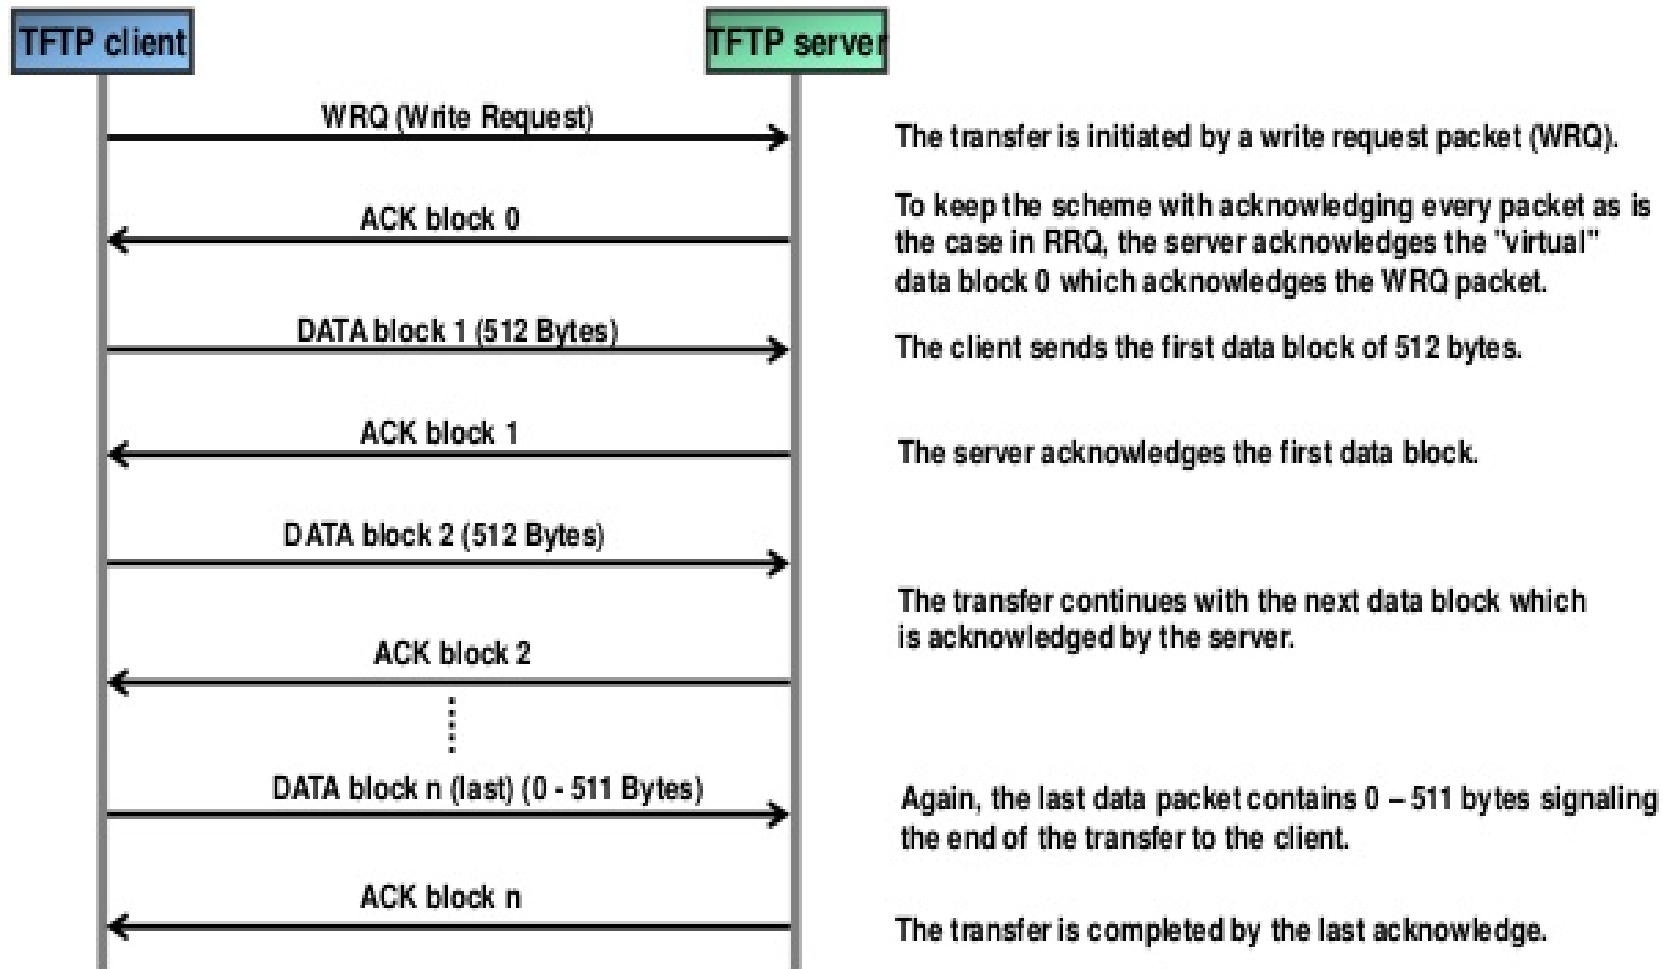 TFTP client
TFTP server
WRQ (Write Request)
The transfer is initiated by a write request packet (WRQ).
ACK block 0
To keep the scheme with acknowledging every packet as is
the case in RRQ, the server acknowledges the "virtual"
data block 0 which acknowledges the WRQ packet.
DATA block 1 (512 Bytes)
The client sends the first data block of 512 bytes.
ACK block 1
The server acknowledges the first data block.
DATA block 2 (512 Bytes)
The transfer continues with the next data block which
is acknowledged by the server.
ACK block 2
DATA block n (last) (0 - 511 Bytes)
Again, the last data packet contains 0 – 511 bytes signaling
the end of the transfer to the client.
ACK block n
The transfer is completed by the last acknowledge.